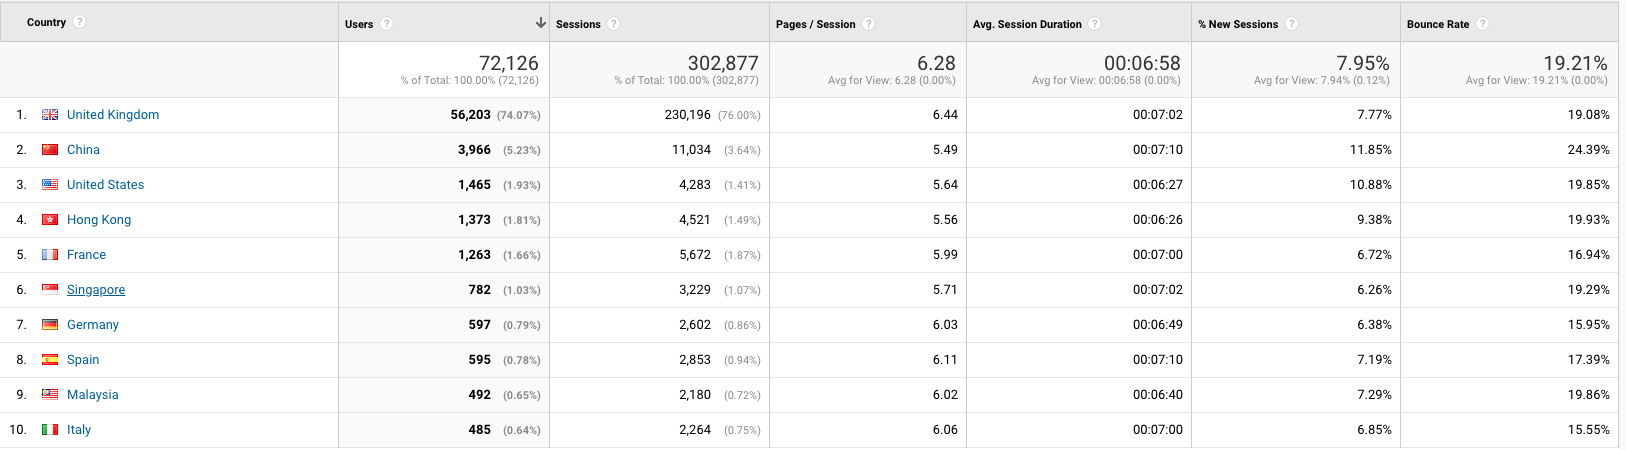 Country ? Users ? Sessions ? Pages / Session ? Avg. Session Duration ? % New Sessions ? Bounce Rate ?
72,126 302,877 6.28 00:06:58 7.95% 19.21%
% of Total: 100.00% (72,126) % of Total: 100.00% (302,877) Avg for View: 6.28 (0.00%) Avg for View: 00:06:58 (0.00%) Avg for View: 7.94% (0.12%) Avg for View: 19.21% (0.00%)
1. United Kingdom 56,203 (74.07%) 230,196 (76.00%) 6.44 00:07:02 7.77% 19.08%
2. China 3,966 (5.23%) 11,034 (3.64%) 5.49 00:07:10 11.85% 24.39%
3. United States 1,465 (1.93%) 4,283 (1.41%) 5.64 00:06:27 10.88% 19.85%
4. Hong Kong 1,373 (1.81%) 4,521 (1.49%) 5.56 00:06:26 9.38% 19.93%
5. France 1,263 (1.66%) 5,672 (1.87%) 5.99 00:07:00 6.72% 16.94%
6. Singapore 782 (1.03%) 3,229 (1.07%) 5.71 00:07:02 6.26% 19.29%
7. Germany 597 (0.79%) 2,602 (0.86%) 6.03 00:06:49 6.38% 15.95%
8. Spain 595 (0.78%) 2,853 (0.94%) 6.11 00:07:10 7.19% 17.39%
9. Malaysia 492 (0.65%) 2,180 (0.72%) 6.02 00:06:40 7.29% 19.86%
10. Italy 485 (0.64%) 2,264 (0.75%) 6.06 00:07:00 6.85% 15.55%